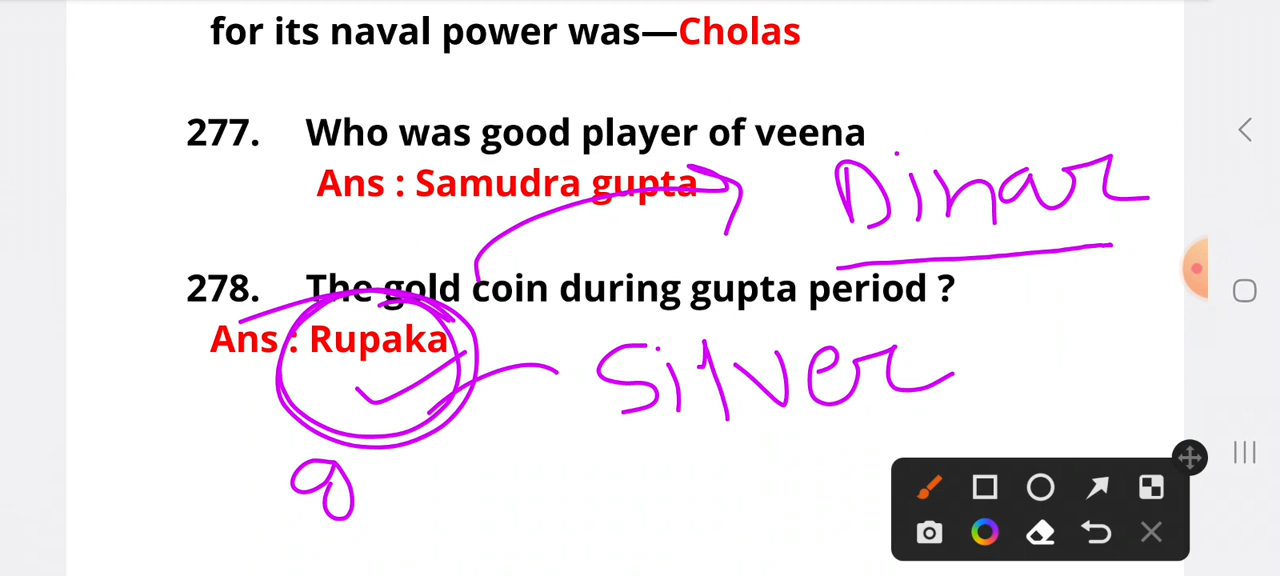 for its naval power was—Cholas
277. Who was good player of veena
Ans : Samudra gupta
Dinar
278. The gold coin during gupta period ?
Ans : Rupaka
Silver